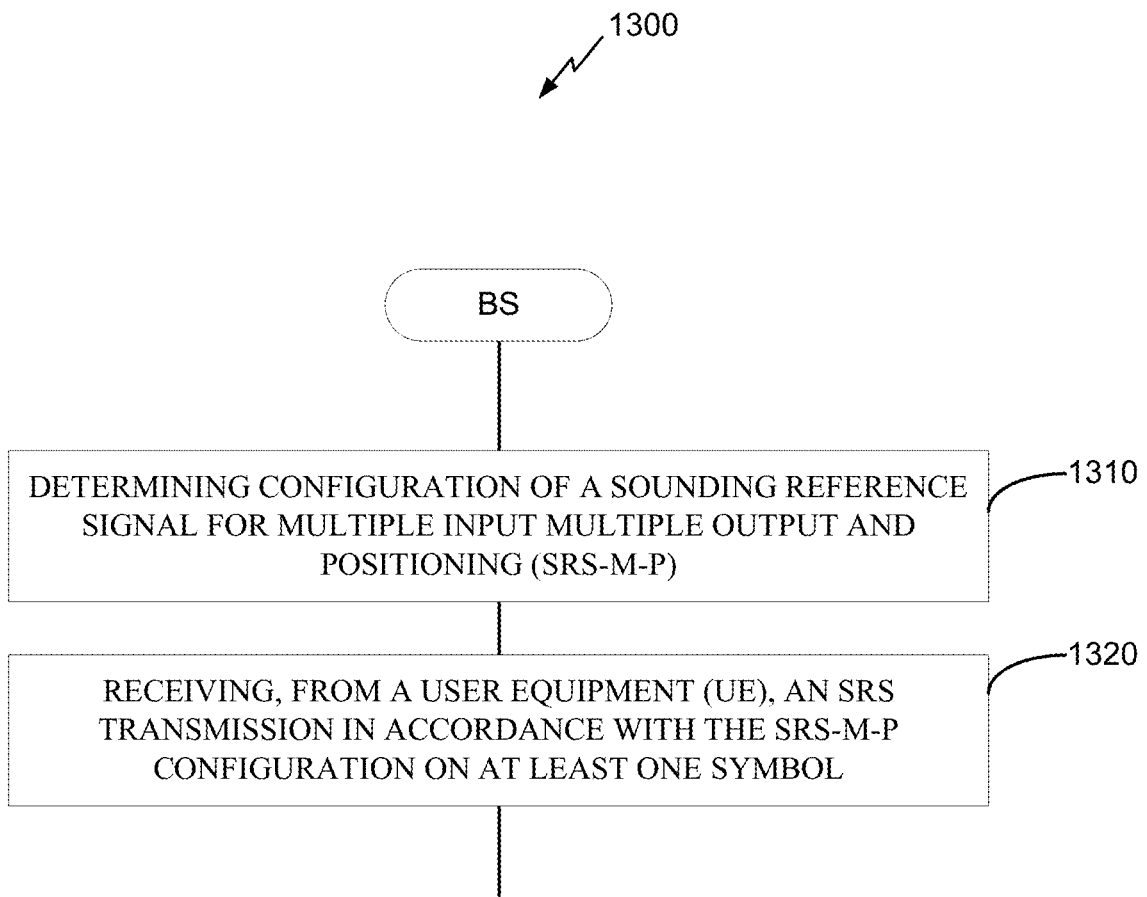 1300
BS
DETERMINING CONFIGURATION OF A SOUNDING REFERENCE
SIGNAL FOR MULTIPLE INPUT MULTIPLE OUTPUT AND
POSITIONING (SRS-M-P)
1310
RECEIVING, FROM A USER EQUIPMENT (UE), AN SRS
TRANSMISSION IN ACCORDANCE WITH THE SRS-M-P
CONFIGURATION ON AT LEAST ONE SYMBOL
1320